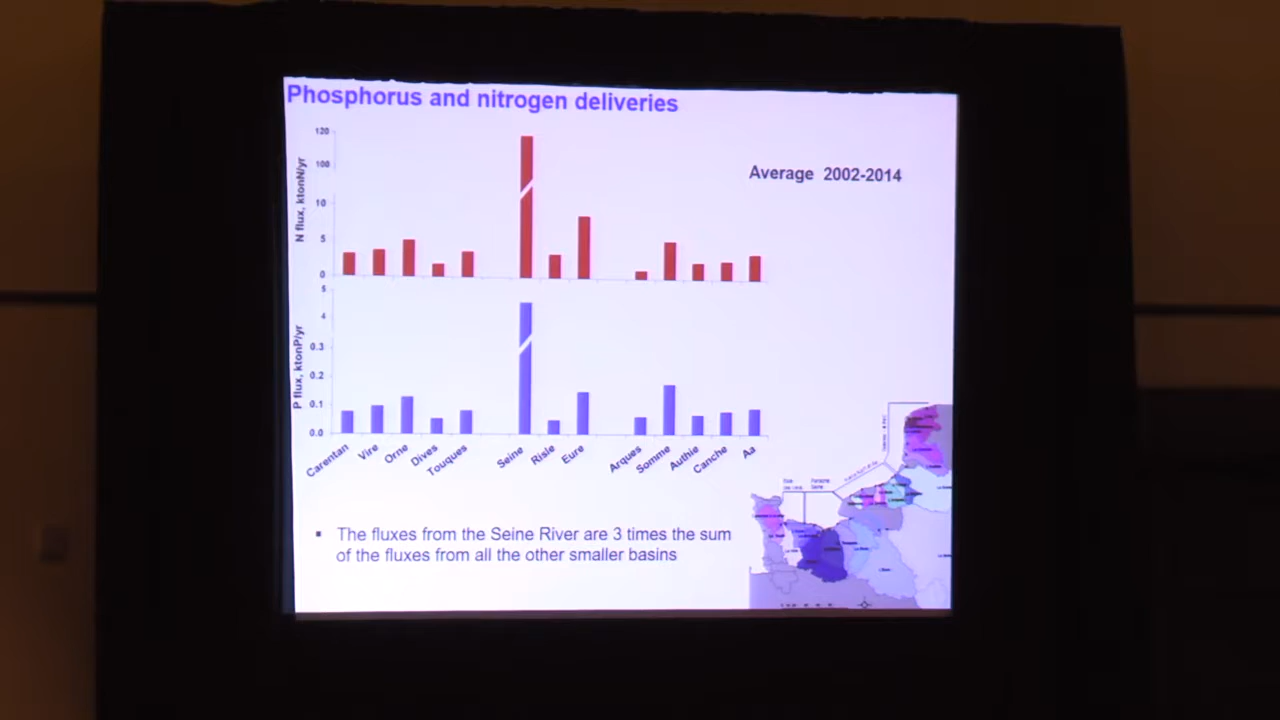 Phosphorus and nitrogen deliveries
Average 2002-2014
N flux, ktonN/yr
120
100
10
5
0
P flux, ktonP/yr
5
4
0.3
0.2
0.1
0.0
Carentan Vire Orne Dives Touques Seine Risle Eure Arques Somme Authie Canche Aa
▪ The fluxes from the Seine River are 3 times the sum
of the fluxes from all the other smaller basins